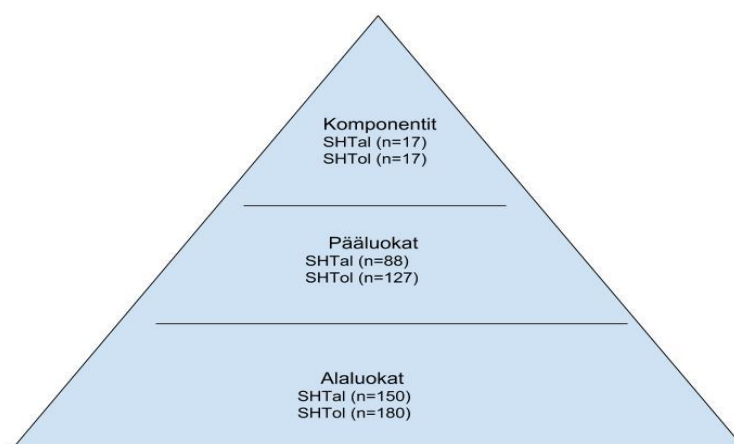 Komponentit
SHTal (n=17)
SHTol (n=17)
Pääluokat
SHTal (n=88)
SHTol (n=127)
Alaluokat
SHTal (n=150)
SHTol (n=180)